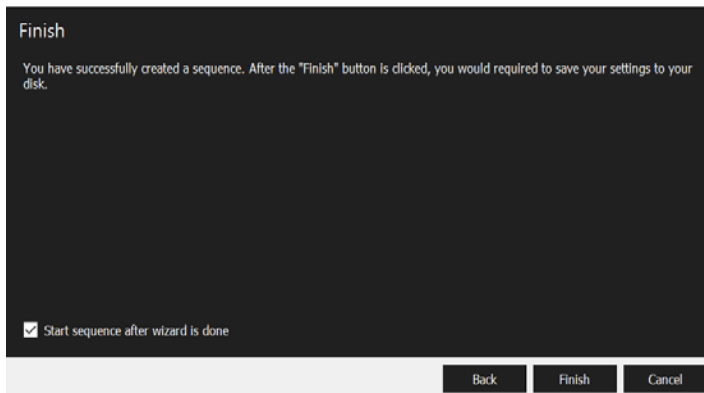 Finish
You have successfully created a sequence. After the "Finish" button is clicked, you would required to save your settings to your
disk.
Start sequence after wizard is done
Back Finish Cancel